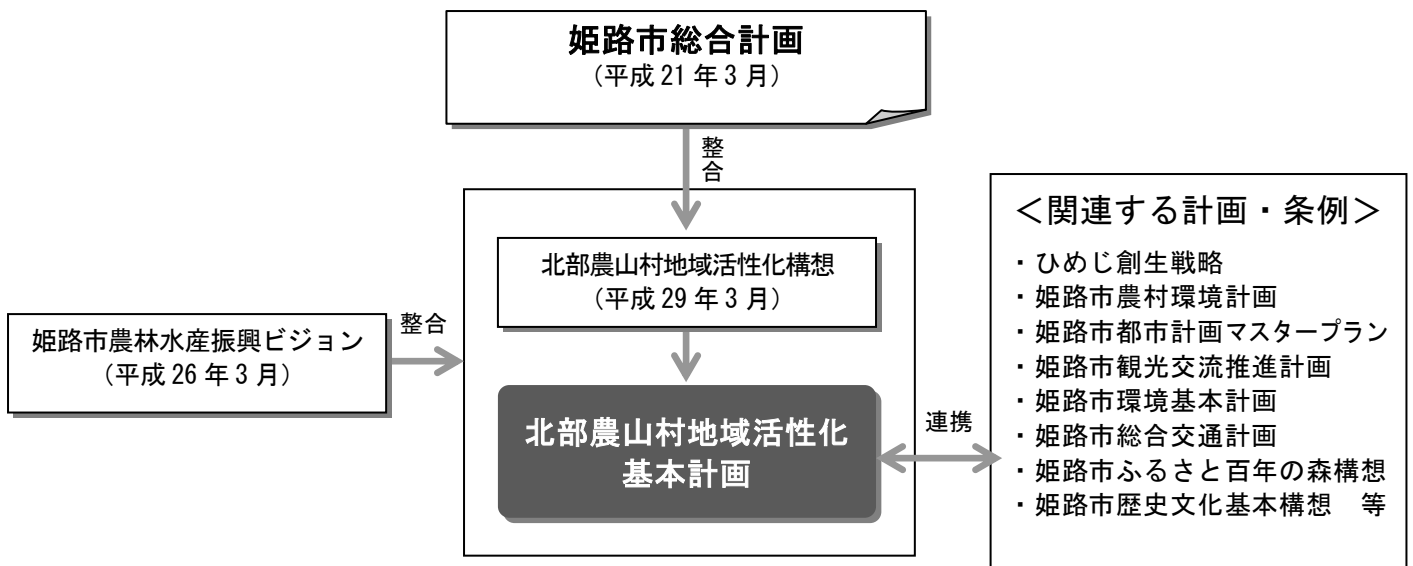 姫路市総合計画
（平成 21 年 3 月）
整合
北部農山村地域活性化構想
（平成 29 年 3 月）
姫路市農林水産振興ビジョン
（平成 26 年 3 月）
整合
北部農山村地域活性化
基本計画
連携
＜関連する計画・条例＞
・ひめじ創生戦略
・姫路市農村環境計画
・姫路市都市計画マスタープラン
・姫路市観光交流推進計画
・姫路市環境基本計画
・姫路市総合交通計画
・姫路市ふるさと百年の森構想
・姫路市歴史文化基本構想　等